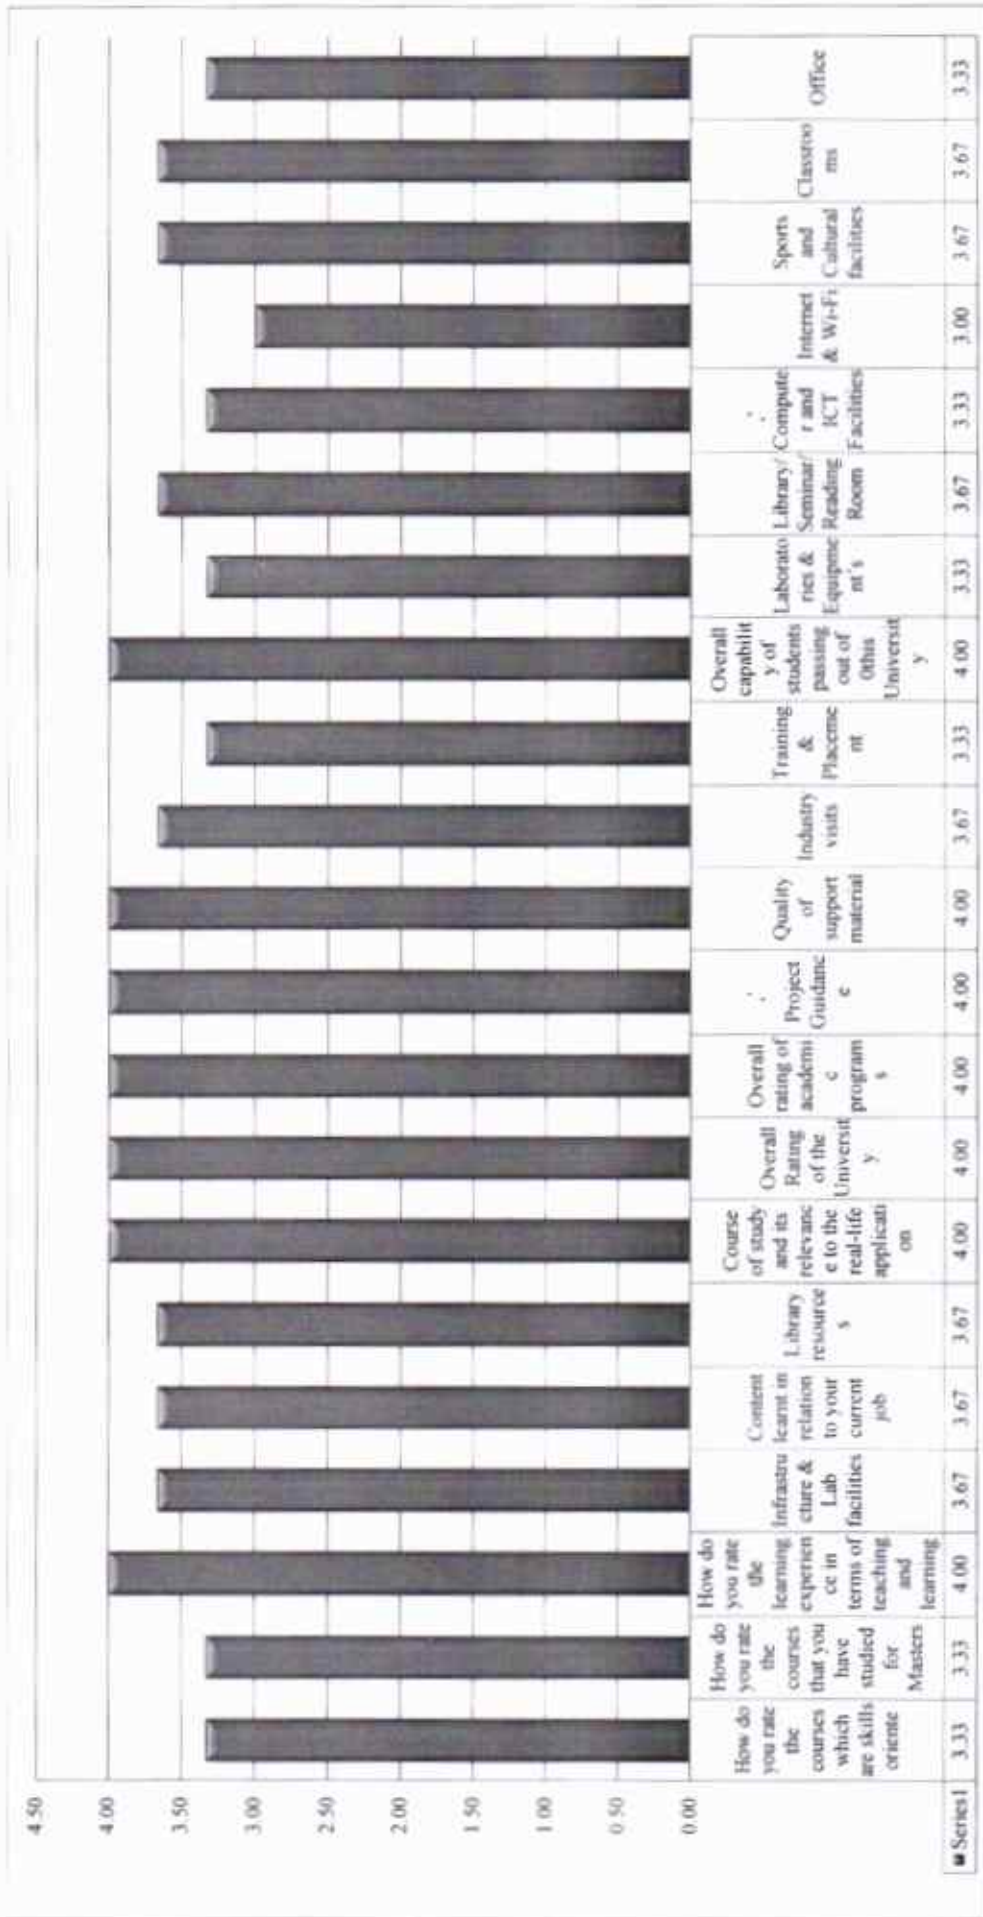 4.50
4.00
3.50
3.00
2.50
2.00
1.50
1.00
0.50
0.00
How do
you rate
the
courses
which
are skills
oriente
How do
you rate
the
courses
that you
have
studied
for
Masters
How do
you rate
the
learning
experien
ce in
terms of
teaching
and
learning
Infrastru
cture &
Lab
facilities
Content
learnt in
relation
to your
current
job
Library
resource
s
Course
of study
and its
relevanc
e to the
real-life
applicati
on
Overall
Rating
of the
Universit
y
Overall
rating of
academi
c
program
s
Project
Guidanc
e
Quality
of
support
material
Industry
visits
Training
&
Placeme
nt
Overall
capabilit
y of
students
passing
out of
0this
Universit
y
Laborato
ries &
Equipme
nt's
Library/
Seminar/
Reading
Room
Compute
r and
ICT
Facilities
Internet
& Wi-Fi
Sports
and
Cultural
facilities
Classroo
ms
Office
Series1 3.33 3.33 4.00 3.67 3.67 3.67 4.00 4.00 4.00 4.00 4.00 3.67 3.33 4.00 3.33 3.67 3.33 3.00 3.67 3.67 3.33